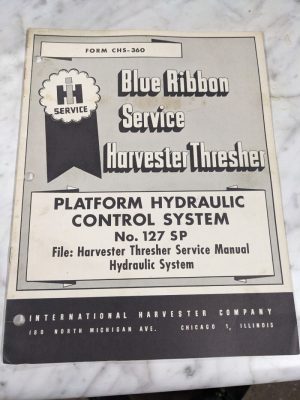 FORM CHS-360
IH
SERVICE
Blue Ribbon
Service
Harvester Thresher
PLATFORM HYDRAULIC
CONTROL SYSTEM
No. 127 SP
File: Harvester Thresher Service Manual
Hydraulic System
INTERNATIONAL HARVESTER COMPANY
180 NORTH MICHIGAN AVE. CHICAGO 1, ILLINOIS